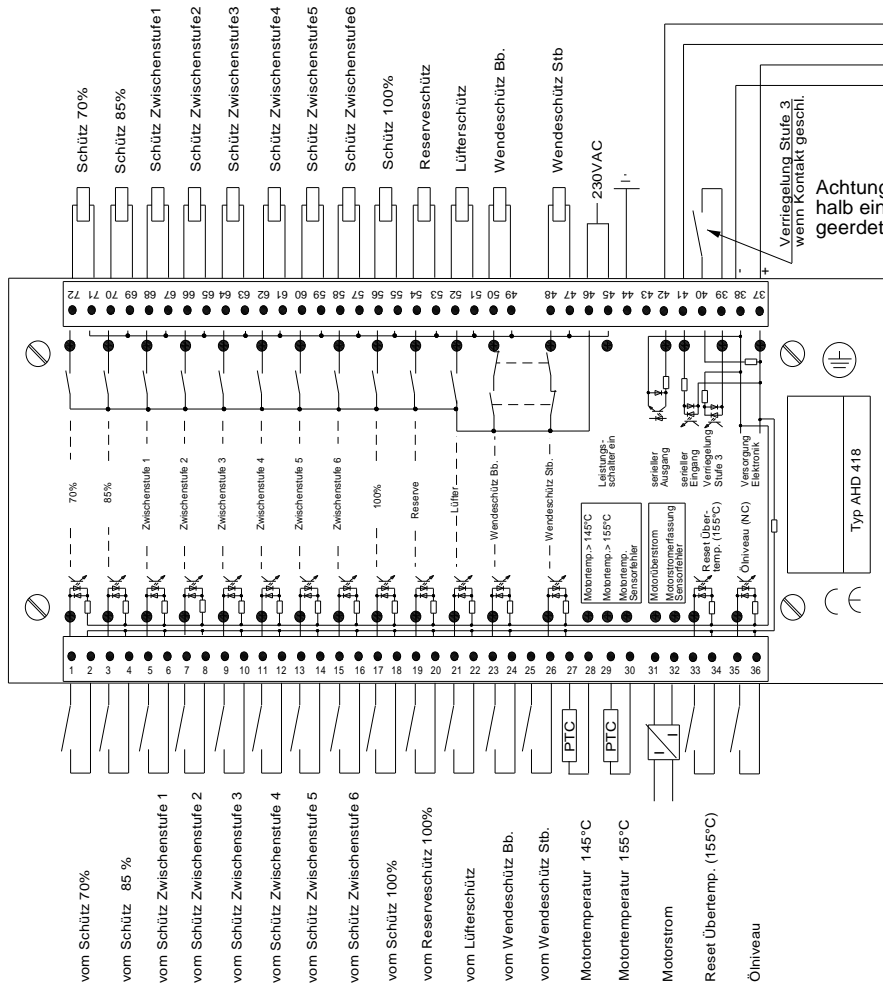 Schütz 70%
Schütz 85%
Schütz Zwischenstufe1
Schütz Zwischenstufe2
Schütz Zwischenstufe3
Schütz Zwischenstufe4
Schütz Zwischenstufe5
Schütz Zwischenstufe6
Schütz 100%
Reserveschütz
Lüfterschütz
Wendeschütz Bb.
Wendeschütz Stb
230VAC
Verriegelung Stufe 3
wenn Kontakt geschl.
Achtung
halb ein
geerdet
72 71 70 69 68 67 66 65 64 63 62 61 60 59 58 57 56 55 54 53 52 51 50 49 48 47 46 45 44 43 42 41 40 39 38 37
- +
70%
85%
Zwischenstufe 1
Zwischenstufe 2
Zwischenstufe 3
Zwischenstufe 4
Zwischenstufe 5
Zwischenstufe 6
100%
Reserve
Lüfter
Wendeschütz Bb.
Wendeschütz Stb.
Leistungs-
schalter ein
serieller
Ausgang
serieller
Eingang
Verriegelung
Stufe 3
Versorgung
Elektronik
Motortemp.> 145°C
Motortemp.> 155°C
Motortemp.
Sensorfehler
Motorüberstrom
Motorstromerfassung
Sensorfehler
Reset Über-
temp. (155°C)
Ölniveau (NC)
Typ AHD 418
CE
1 2 3 4 5 6 7 8 9 10 11 12 13 14 15 16 17 18 19 20 21 22 23 24 25 26 27 28 29 30 31 32 33 34 35 36
PTC
PTC
I
I
vom Schütz 70%
vom Schütz 85 %
vom Schütz Zwischenstufe 1
vom Schütz Zwischenstufe 2
vom Schütz Zwischenstufe 3
vom Schütz Zwischenstufe 4
vom Schütz Zwischenstufe 5
vom Schütz Zwischenstufe 6
vom Schütz 100%
vom Reserveschütz 100%
vom Lüfterschütz
vom Wendeschütz Bb.
vom Wendeschütz Stb.
Motortemperatur 145°C
Motortemperatur 155°C
Motorstrom
Reset Übertemp. (155°C)
Ölniveau